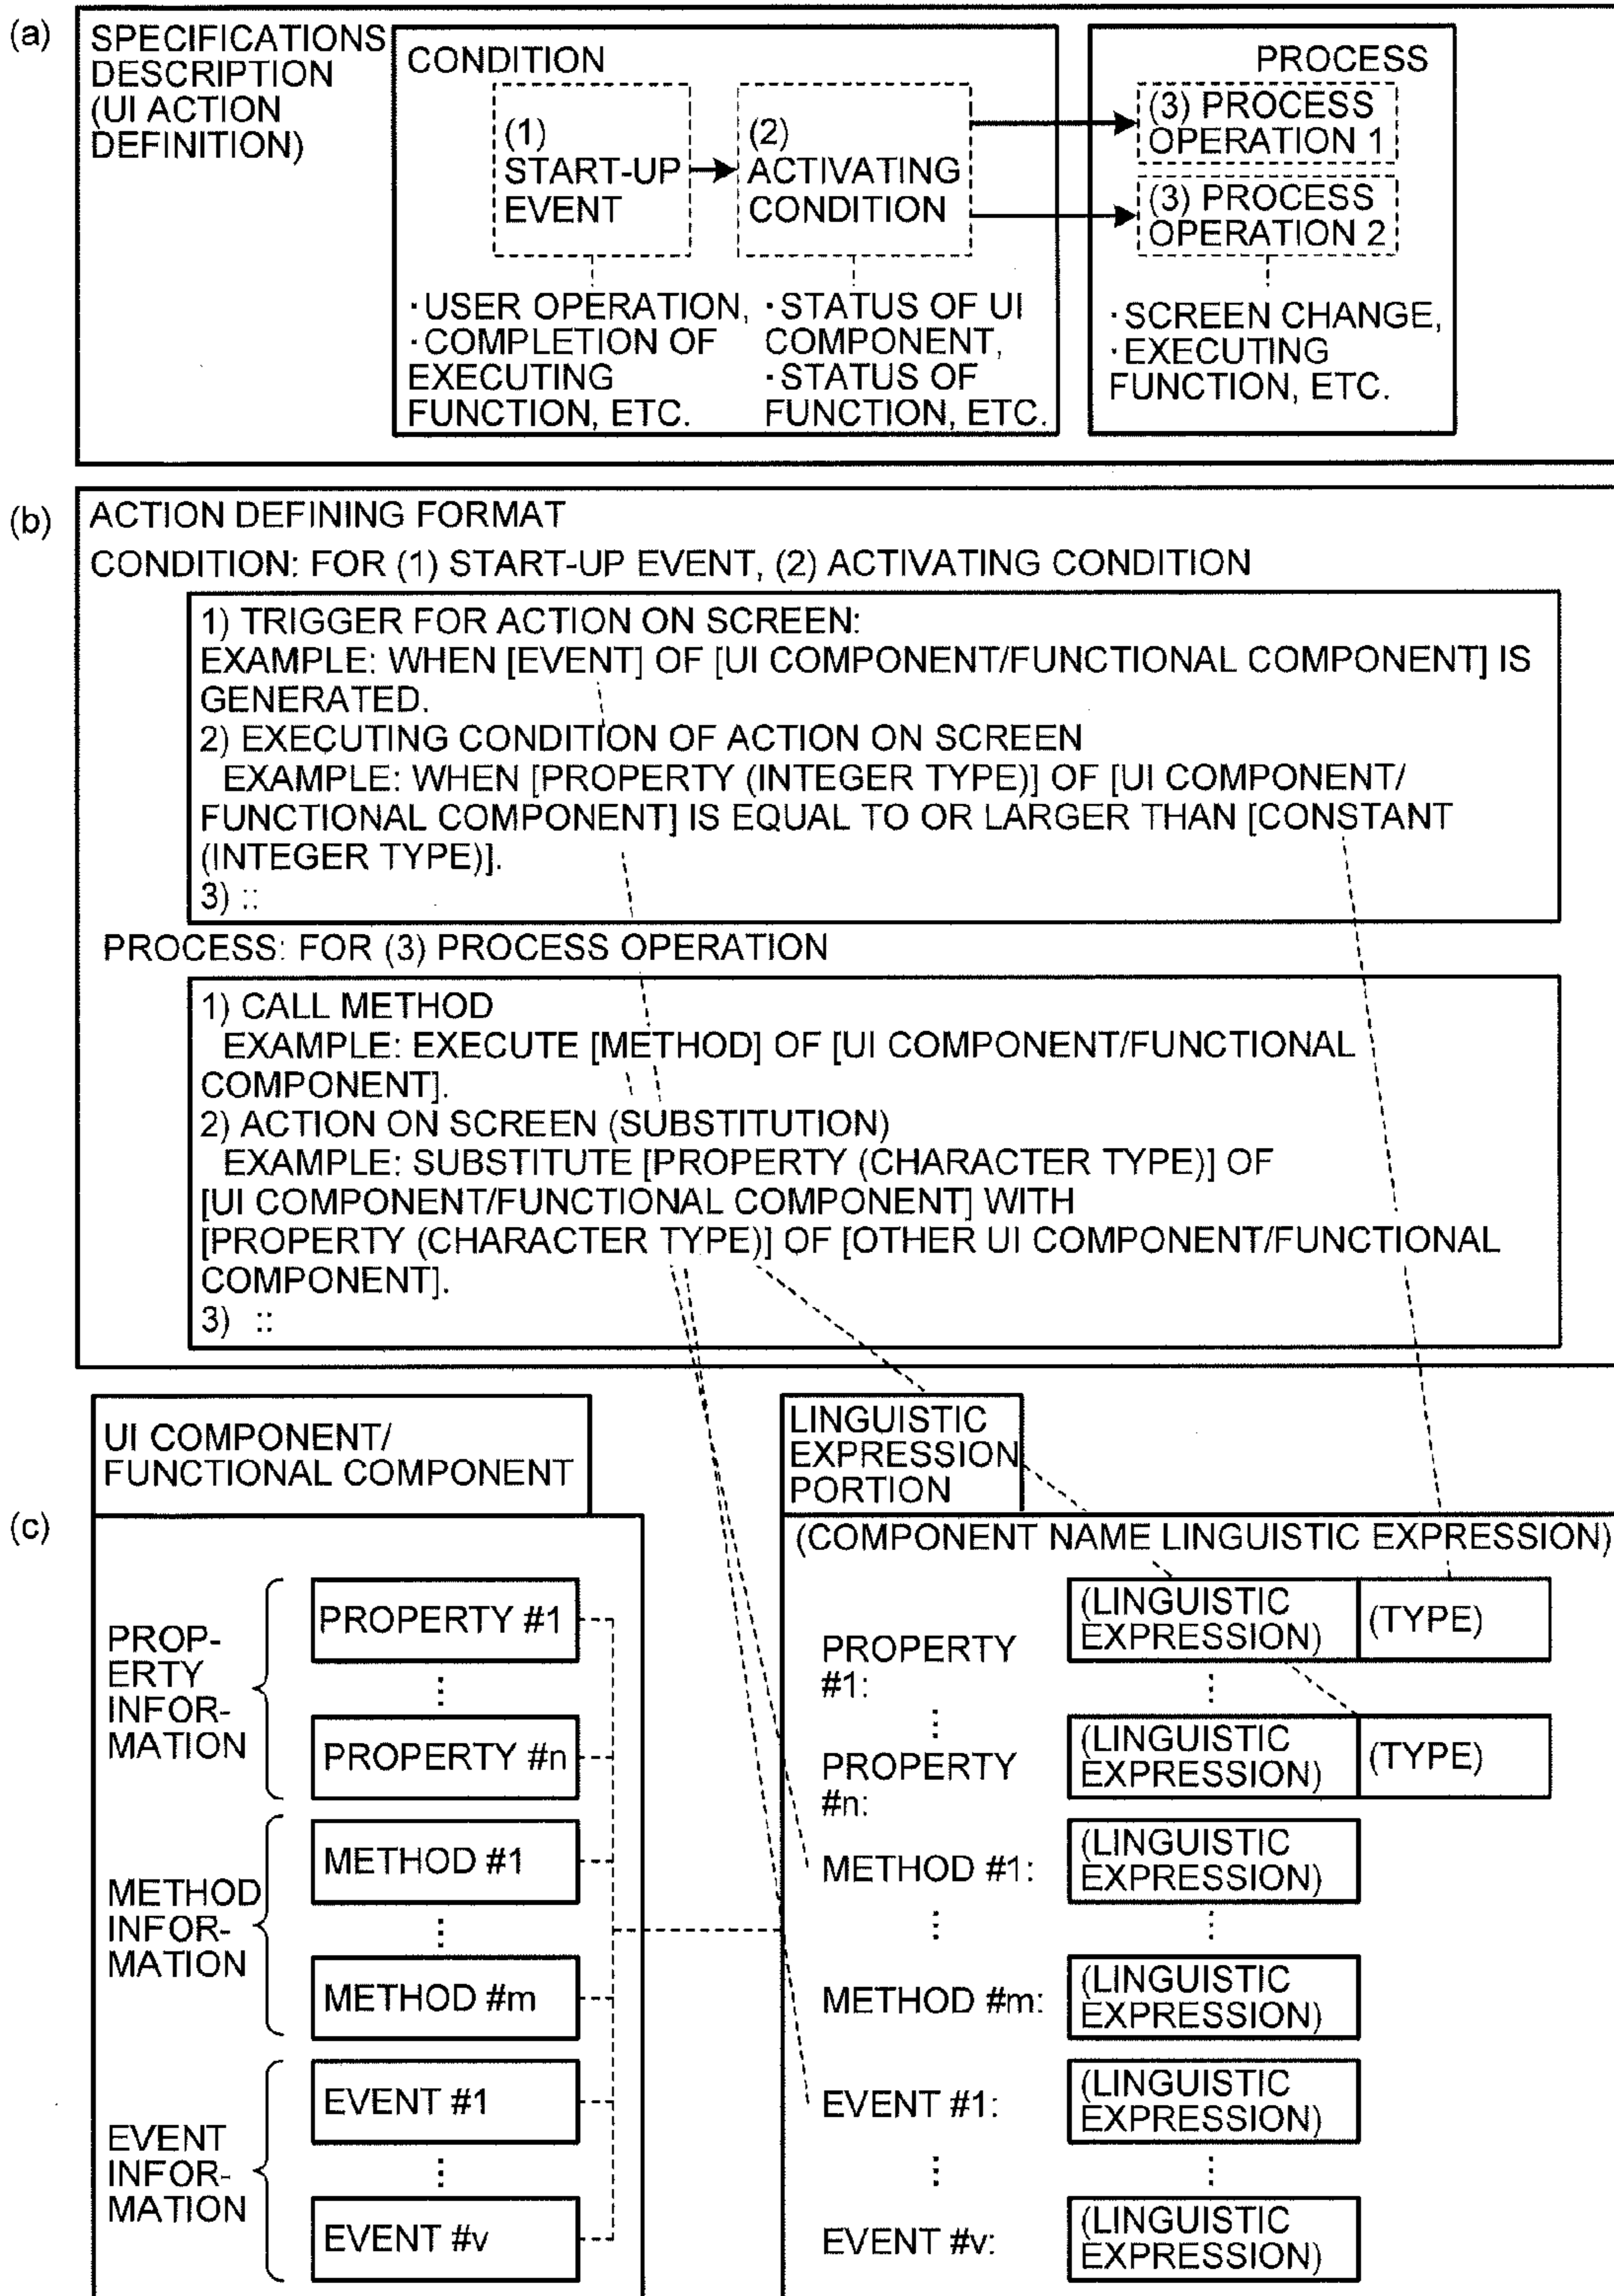 (a)
SPECIFICATIONS
DESCRIPTION
(UI ACTION
DEFINITION)
CONDITION
(1)
START-UP
EVENT
(2)
ACTIVATING
CONDITION
· USER OPERATION,
· COMPLETION OF
EXECUTING
FUNCTION, ETC.
· STATUS OF UI
COMPONENT,
· STATUS OF
FUNCTION, ETC.
PROCESS
(3) PROCESS
OPERATION 1
(3) PROCESS
OPERATION 2
· SCREEN CHANGE,
· EXECUTING
FUNCTION, ETC.
(b)
ACTION DEFINING FORMAT
CONDITION: FOR (1) START-UP EVENT, (2) ACTIVATING CONDITION
1) TRIGGER FOR ACTION ON SCREEN:
EXAMPLE: WHEN [EVENT] OF [UI COMPONENT/FUNCTIONAL COMPONENT] IS
GENERATED.
2) EXECUTING CONDITION OF ACTION ON SCREEN
EXAMPLE: WHEN [PROPERTY (INTEGER TYPE)] OF [UI COMPONENT/
FUNCTIONAL COMPONENT] IS EQUAL TO OR LARGER THAN [CONSTANT
(INTEGER TYPE)].
3) ::
PROCESS: FOR (3) PROCESS OPERATION
1) CALL METHOD
EXAMPLE: EXECUTE [METHOD] OF [UI COMPONENT/FUNCTIONAL
COMPONENT].
2) ACTION ON SCREEN (SUBSTITUTION)
EXAMPLE: SUBSTITUTE [PROPERTY (CHARACTER TYPE)] OF
[UI COMPONENT/FUNCTIONAL COMPONENT] WITH
[PROPERTY (CHARACTER TYPE)] OF [OTHER UI COMPONENT/FUNCTIONAL
COMPONENT].
3) ::
(c)
UI COMPONENT/
FUNCTIONAL COMPONENT
PROP-
ERTY
INFOR-
MATION
PROPERTY #1
PROPERTY #n
METHOD
INFOR-
MATION
METHOD #1
METHOD #m
EVENT
INFOR-
MATION
EVENT #1
EVENT #v
LINGUISTIC
EXPRESSION
PORTION
(COMPONENT NAME LINGUISTIC EXPRESSION)
PROPERTY
#1:
(LINGUISTIC
EXPRESSION)
(TYPE)
PROPERTY
#n:
(LINGUISTIC
EXPRESSION)
(TYPE)
METHOD #1:
(LINGUISTIC
EXPRESSION)
METHOD #m:
(LINGUISTIC
EXPRESSION)
EVENT #1:
(LINGUISTIC
EXPRESSION)
EVENT #v:
(LINGUISTIC
EXPRESSION)